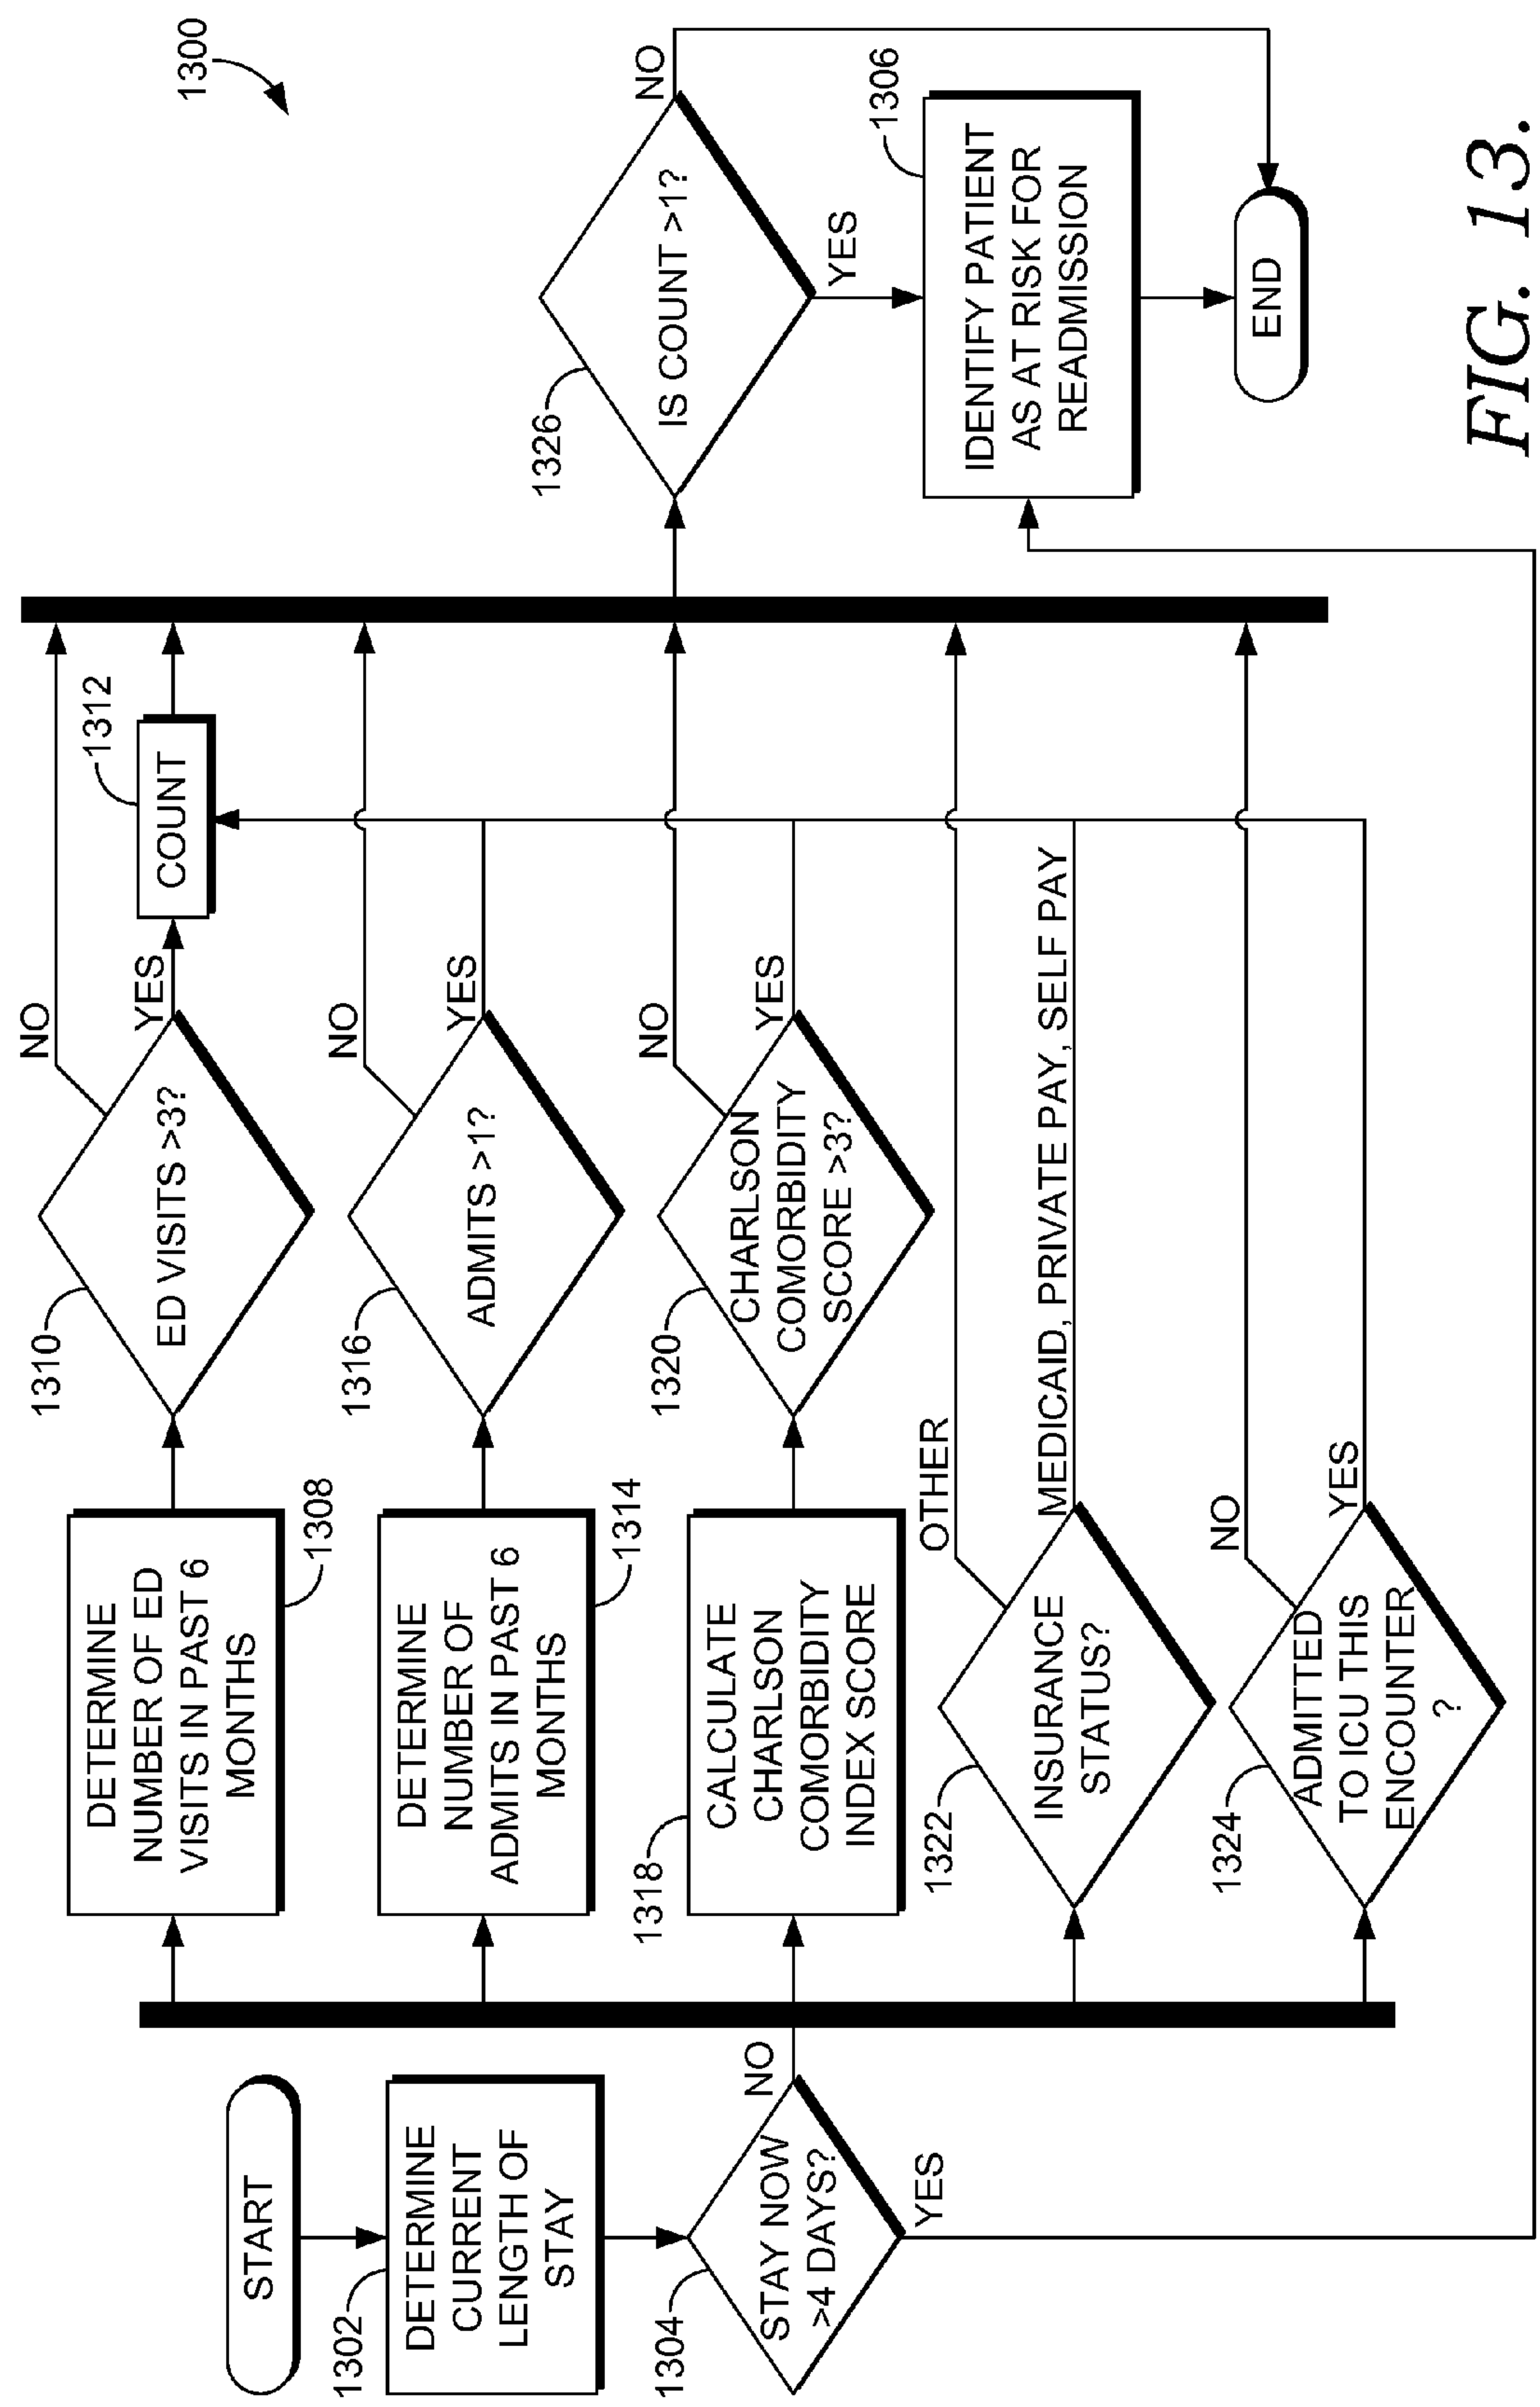 1300
START
1302
DETERMINE
CURRENT
LENGTH OF
STAY
1304
STAY NOW
>4 DAYS?
NO
YES
DETERMINE
NUMBER OF ED
VISITS IN PAST 6
MONTHS
1308
1310
ED VISITS >3?
NO
YES
1312
COUNT
DETERMINE
NUMBER OF
ADMITS IN PAST 6
MONTHS
1314
1316
ADMITS >1?
NO
YES
1318
CALCULATE
CHARLSON
COMORBIDITY
INDEX SCORE
1320
CHARLSON
COMORBIDITY
SCORE >3?
NO
YES
1322
INSURANCE
STATUS?
OTHER
MEDICAID, PRIVATE PAY, SELF PAY
1324
ADMITTED
TO ICU THIS
ENCOUNTER
?
NO
YES
1326
IS COUNT >1?
NO
YES
1306
IDENTIFY PATIENT
AS AT RISK FOR
READMISSION
END
FIG. 13.